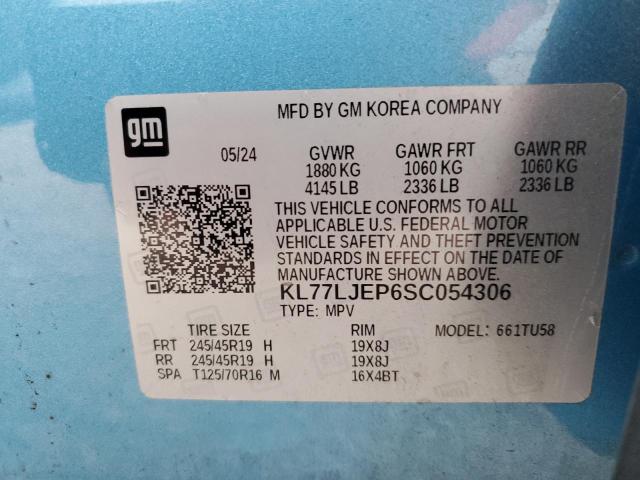 gm
MFD BY GM KOREA COMPANY
05/24 GVWR GAWR FRT GAWR RR
1880 KG 1060 KG 1060 KG
4145 LB 2336 LB 2336 LB
THIS VEHICLE CONFORMS TO ALL
APPLICABLE U.S. FEDERAL MOTOR
VEHICLE SAFETY AND THEFT PREVENTION
STANDARDS IN EFFECT ON THE DATE OF
MANUFACTURE SHOWN ABOVE.
KL77LJEP6SC054306
TYPE: MPV
TIRE SIZE RIM MODEL: 661TU58
FRT 245/45R19 H 19X8J
RR 245/45R19 H 19X8J
SPA T125/70R16 M 16X4BT